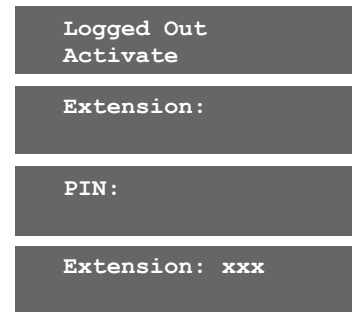 Logged Out
Activate
Extension:
PIN:
Extension: xxx